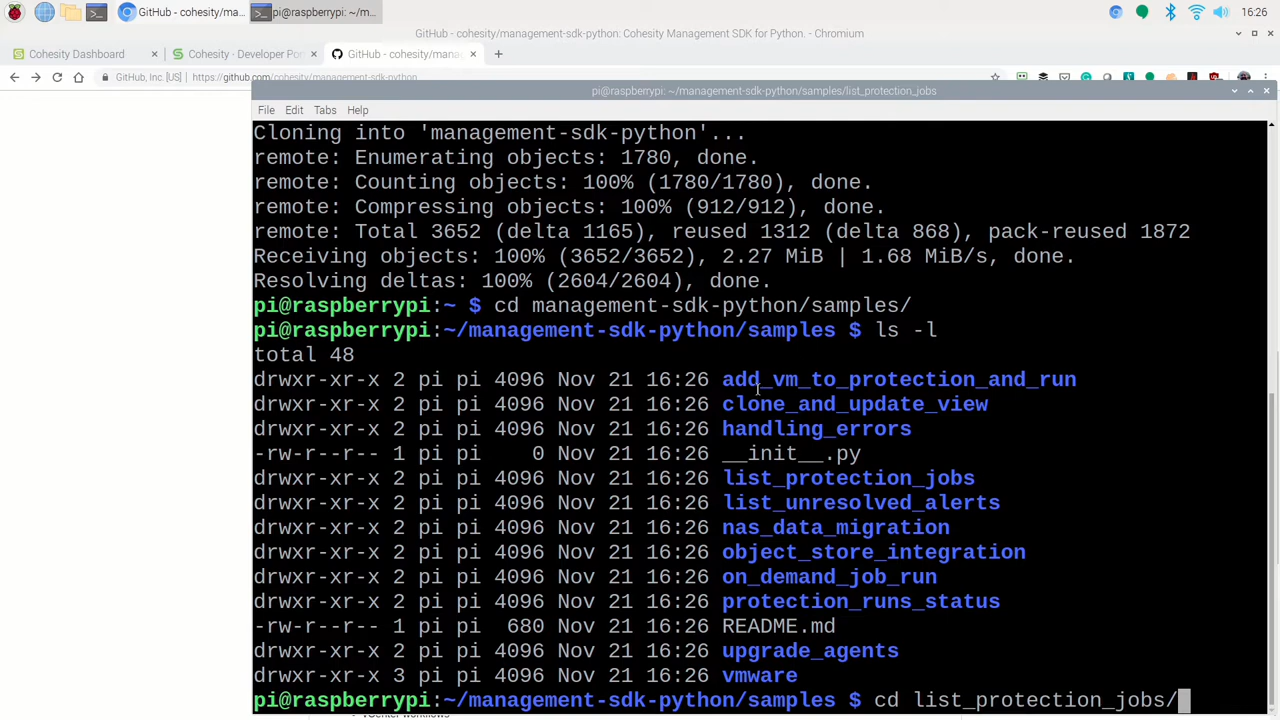 GitHub - cohesity/ma...
pi@raspberrypi: ~/m...
16:26
GitHub - cohesity/management-sdk-python: Cohesity Management SDK for Python. - Chromium
Cohesity Dashboard
Cohesity - Developer Por
GitHub - cohesity/manag
GitHub, Inc. [US]
https://github.com/cohesity/management-sdk-python
pi@raspberrypi: ~/management-sdk-python/samples/list_protection_jobs
File Edit Tabs Help
Cloning into 'management-sdk-python'...
remote: Enumerating objects: 1780, done.
remote: Counting objects: 100% (1780/1780), done.
remote: Compressing objects: 100% (912/912), done.
remote: Total 3652 (delta 1165), reused 1312 (delta 868), pack-reused 1872
Receiving objects: 100% (3652/3652), 2.27 MiB | 1.68 MiB/s, done.
Resolving deltas: 100% (2604/2604), done.
pi@raspberrypi:~ $ cd management-sdk-python/samples/
pi@raspberrypi:~/management-sdk-python/samples $ ls -l
total 48
drwxr-xr-x 2 pi pi 4096 Nov 21 16:26 add_vm_to_protection_and_run
drwxr-xr-x 2 pi pi 4096 Nov 21 16:26 clone_and_update_view
drwxr-xr-x 2 pi pi 4096 Nov 21 16:26 handling_errors
-rw-r--r-- 1 pi pi    0 Nov 21 16:26 __init__.py
drwxr-xr-x 2 pi pi 4096 Nov 21 16:26 list_protection_jobs
drwxr-xr-x 2 pi pi 4096 Nov 21 16:26 list_unresolved_alerts
drwxr-xr-x 2 pi pi 4096 Nov 21 16:26 nas_data_migration
drwxr-xr-x 2 pi pi 4096 Nov 21 16:26 object_store_integration
drwxr-xr-x 2 pi pi 4096 Nov 21 16:26 on_demand_job_run
drwxr-xr-x 2 pi pi 4096 Nov 21 16:26 protection_runs_status
-rw-r--r-- 1 pi pi  680 Nov 21 16:26 README.md
drwxr-xr-x 2 pi pi 4096 Nov 21 16:26 upgrade_agents
drwxr-xr-x 3 pi pi 4096 Nov 21 16:26 vmware
pi@raspberrypi:~/management-sdk-python/samples $ cd list_protection_jobs/